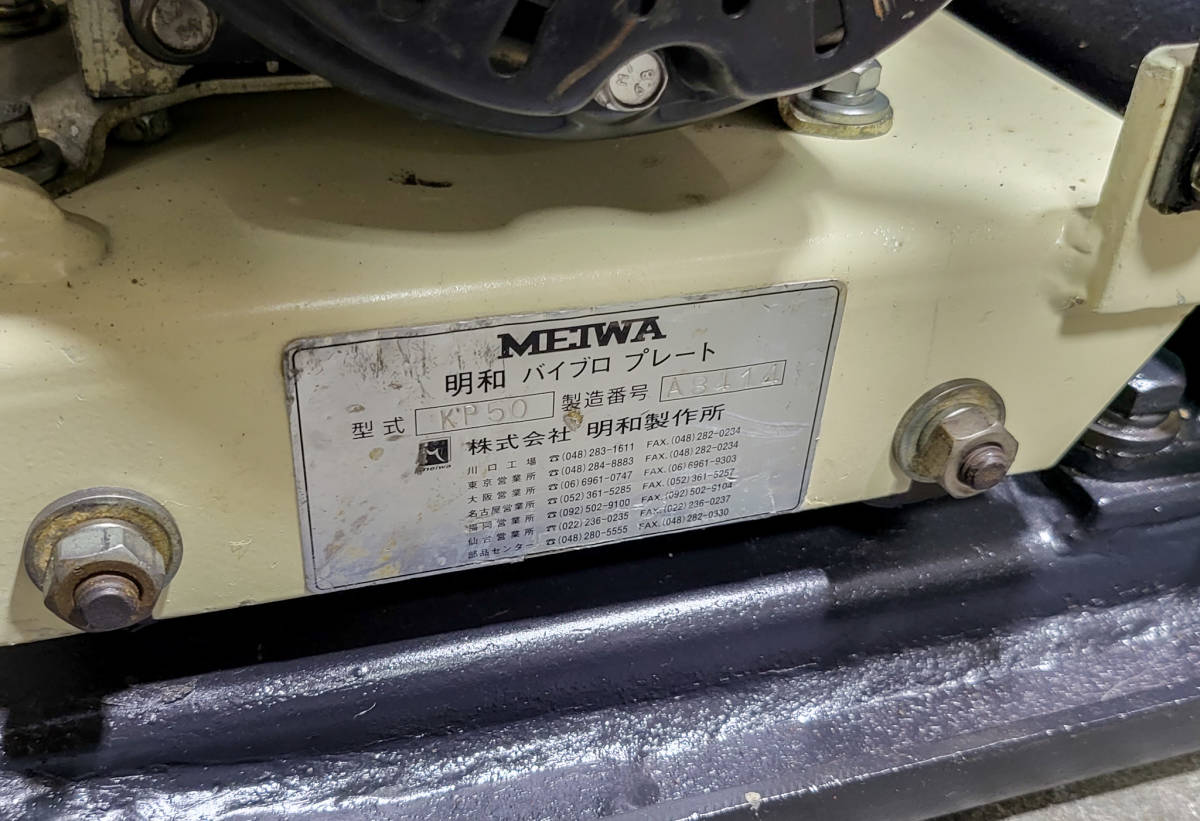 MEIWA
明和 バイブロ プレート
型式 KP50 製造番号 A8414
meiwa 株式会社 明和製作所
川口工場 ☎(048)283-1611 FAX.(048)282-0234
東京営業所 ☎(048)284-8883 FAX.(048)282-0234
大阪営業所 ☎(06)6961-0747 FAX.(06)6961-9303
名古屋営業所 ☎(052)361-5285 FAX.(052)361-5257
福岡営業所 ☎(092)502-9100 FAX.(092)502-9104
仙台営業所 ☎(022)236-0235 FAX.(022)236-0237
部品センター ☎(048)280-5555 FAX.(048)282-0330